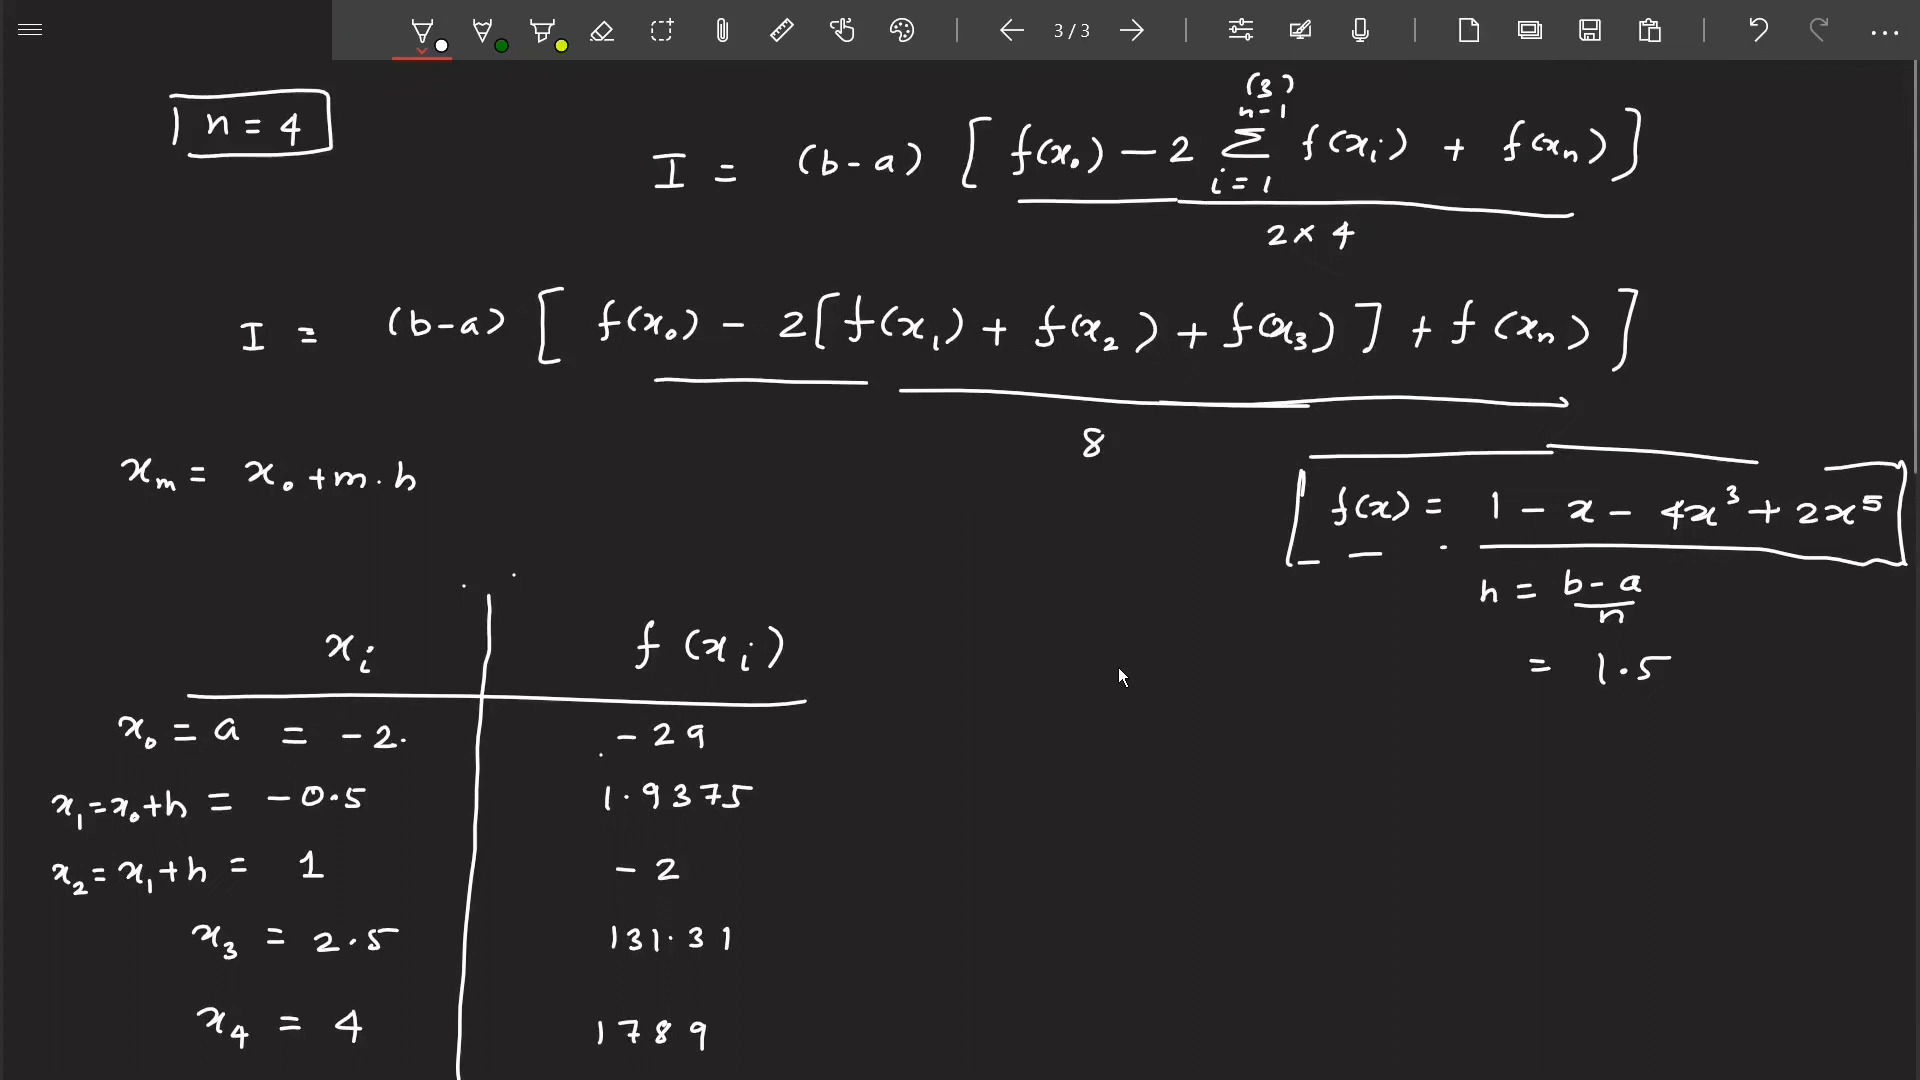 3 / 3
n = 4
I = (b-a) [ f(x₀) - 2 Σ f(xᵢ) + f(xₙ) ]
(3)
n-1
i = 1
2 × 4
I = (b-a) [ f(x₀) - 2[ f(x₁) + f(x₂) + f(x₃) ] + f(xₙ) ]
8
xₘ = x₀ + m · h
f(x) = 1 - x - 4x³ + 2x⁵
h = b-a / n
= 1.5
xᵢ f(xᵢ)
x₀ = a = -2 -29
x₁ = x₀ + h = -0.5 1.9375
x₂ = x₁ + h = 1 -2
x₃ = 2.5 131.31
x₄ = 4 1789